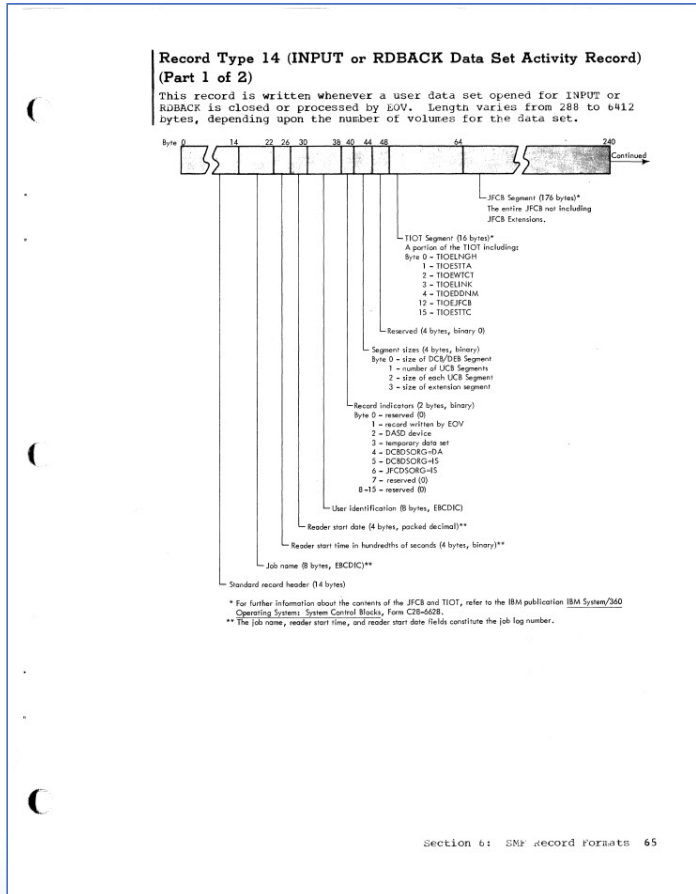 Record Type 14 (INPUT or RDBACK Data Set Activity Record)
(Part 1 of 2)
This record is written whenever a user data set opened for INPUT or
RDBACK is closed or processed by EOV. Length varies from 288 to 6412
bytes, depending upon the number of volumes for the data set.
Byte 0 14 22 26 30 38 40 44 48 64 240
Continued
JFCB Segment (176 bytes)*
The entire JFCB not including
JFCB Extensions.
TIOT Segment (16 bytes)*
A portion of the TIOT including:
Byte 0 - TIOELNGH
1 - TIOESTTA
2 - TIOEWTCT
3 - TIOELINK
4 - TIOEDDNM
12 - TIOEJFCB
15 - TIOESTTC
Reserved (4 bytes, binary 0)
Segment sizes (4 bytes, binary)
Byte 0 - size of DCB/DEB Segment
1 - number of UCB Segments
2 - size of each UCB Segment
3 - size of extension segment
Record indicators (2 bytes, binary)
Byte 0 - reserved (0)
1 - record written by EOV
2 - DASD device
3 - temporary data set
4 - DCBDSORG=DA
5 - DCBDSORG=IS
6 - JFCDSORG=IS
7 - reserved (0)
8-15 - reserved (0)
User identification (8 bytes, EBCDIC)
Reader start date (4 bytes, packed decimal)**
Reader start time in hundredths of seconds (4 bytes, binary)**
Job name (8 bytes, EBCDIC)**
Standard record header (14 bytes)
* For further information about the contents of the JFCB and TIOT, refer to the IBM publication IBM System/360
Operating System: System Control Blocks, Form C28-6628.
** The job name, reader start time, and reader start date fields constitute the job log number.
Section 6: SMF Record Formats 65